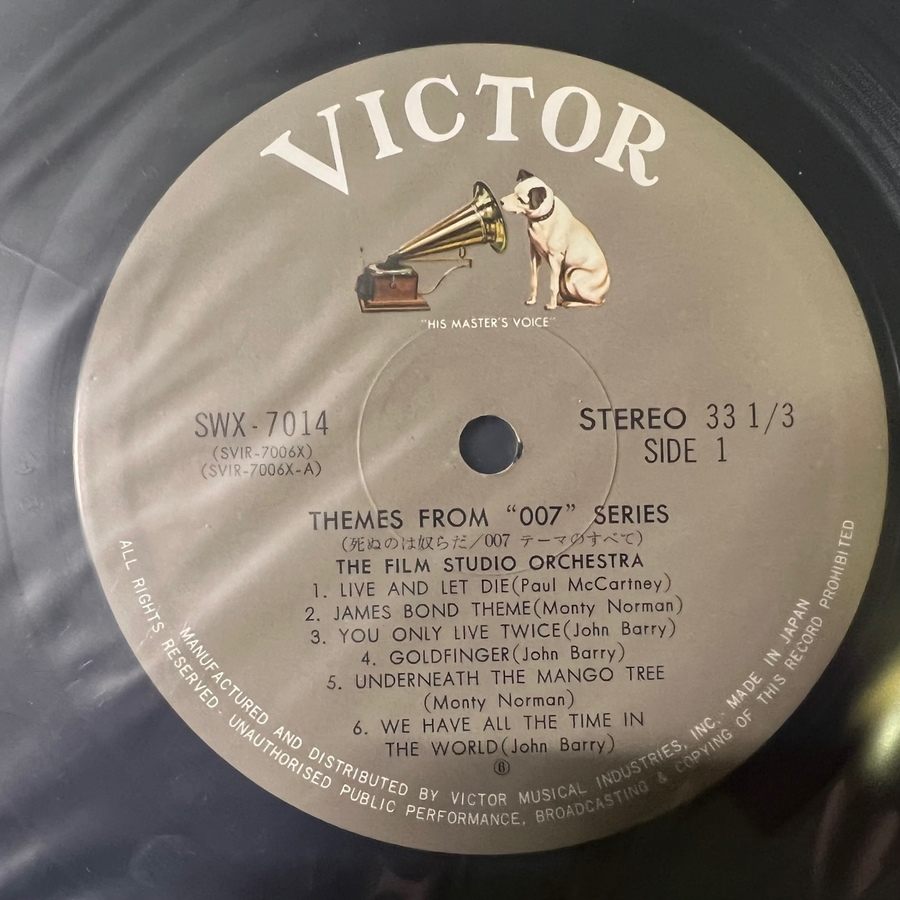 VICTOR
"HIS MASTER'S VOICE"
SWX-7014
(SVIR-7006X)
(SVIR-7006X-A)
STEREO 33 1/3
SIDE 1
THEMES FROM "007" SERIES
(死ぬのは奴らだ/007 テーマのすべて)
THE FILM STUDIO ORCHESTRA
1. LIVE AND LET DIE(Paul McCartney)
2. JAMES BOND THEME(Monty Norman)
3. YOU ONLY LIVE TWICE(John Barry)
4. GOLDFINGER(John Barry)
5. UNDERNEATH THE MANGO TREE
(Monty Norman)
6. WE HAVE ALL THE TIME IN
THE WORLD(John Barry)
MANUFACTURED AND DISTRIBUTED BY VICTOR MUSICAL INDUSTRIES, INC., MADE IN JAPAN
ALL RIGHTS RESERVED · UNAUTHORISED PUBLIC PERFORMANCE, BROADCASTING & COPYING OF THIS RECORD PROHIBITED